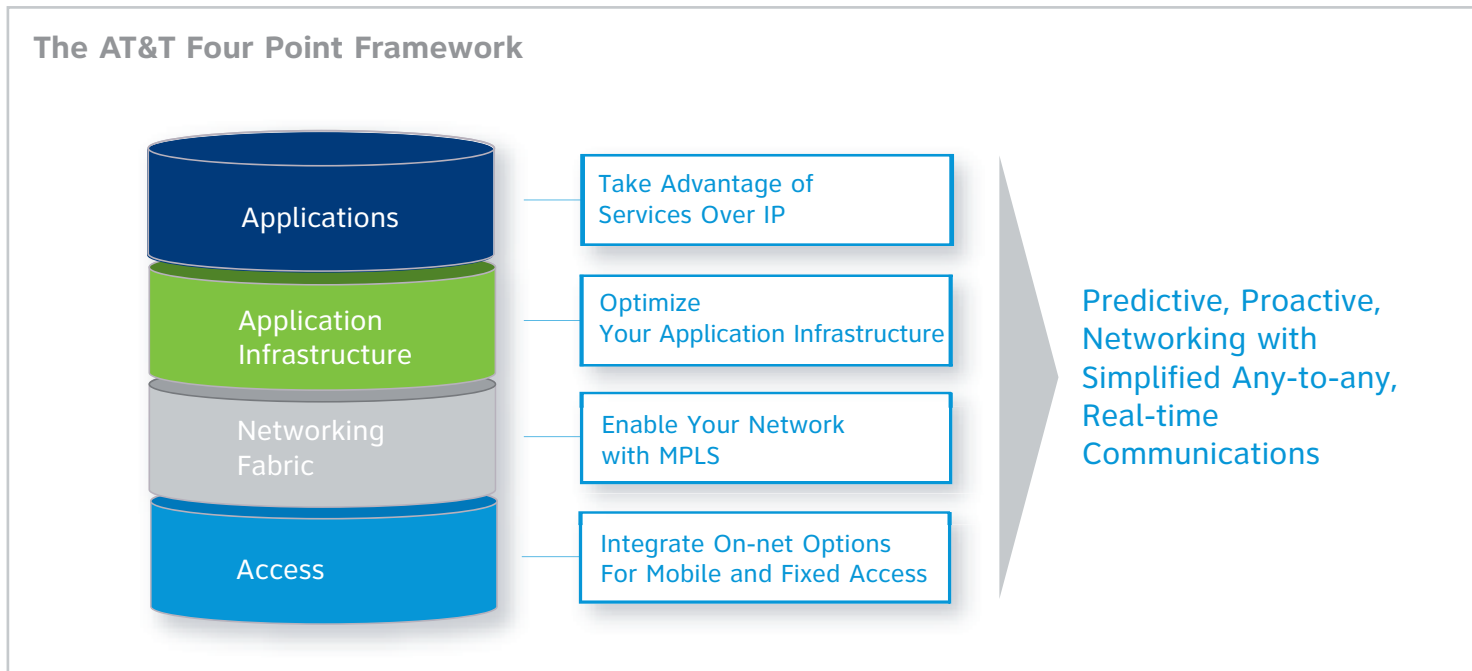 The AT&T Four Point Framework
Applications
Take Advantage of
Services Over IP
Application
Infrastructure
Optimize
Your Application Infrastructure
Networking
Fabric
Enable Your Network
with MPLS
Access
Integrate On-net Options
For Mobile and Fixed Access
Predictive, Proactive,
Networking with
Simplified Any-to-any,
Real-time
Communications